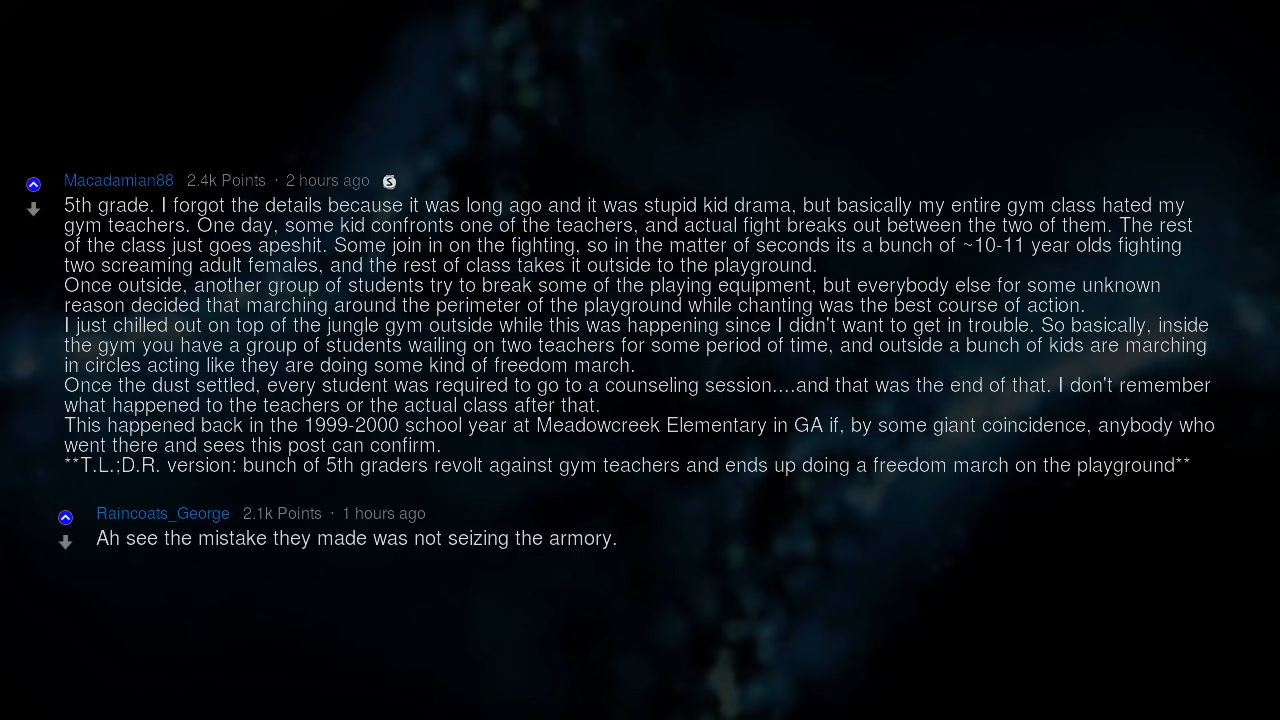 Macadamian88 2.4k Points · 2 hours ago S
5th grade. I forgot the details because it was long ago and it was stupid kid drama, but basically my entire gym class hated my
gym teachers. One day, some kid confronts one of the teachers, and actual fight breaks out between the two of them. The rest
of the class just goes apeshit. Some join in on the fighting, so in the matter of seconds its a bunch of ~10-11 year olds fighting
two screaming adult females, and the rest of class takes it outside to the playground.
Once outside, another group of students try to break some of the playing equipment, but everybody else for some unknown
reason decided that marching around the perimeter of the playground while chanting was the best course of action.
I just chilled out on top of the jungle gym outside while this was happening since I didn't want to get in trouble. So basically, inside
the gym you have a group of students wailing on two teachers for some period of time, and outside a bunch of kids are marching
in circles acting like they are doing some kind of freedom march.
Once the dust settled, every student was required to go to a counseling session....and that was the end of that. I don't remember
what happened to the teachers or the actual class after that.
This happened back in the 1999-2000 school year at Meadowcreek Elementary in GA if, by some giant coincidence, anybody who
went there and sees this post can confirm.
**T.L.;D.R. version: bunch of 5th graders revolt against gym teachers and ends up doing a freedom march on the playground**
Raincoats_George 2.1k Points · 1 hours ago
Ah see the mistake they made was not seizing the armory.